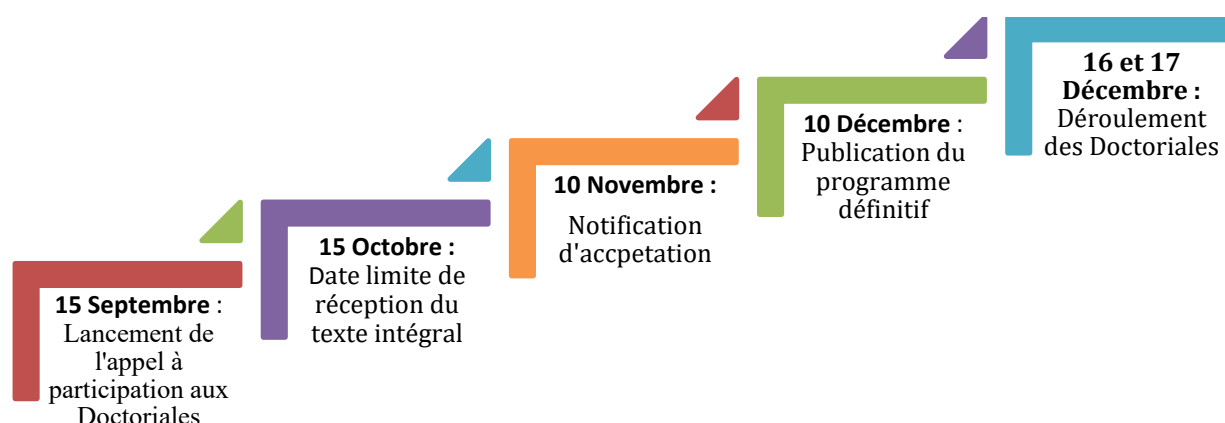 15 Septembre :
Lancement de
l'appel à
participation aux
Doctoriales
15 Octobre :
Date limite de
réception du
texte intégral
10 Novembre :
Notification
d'accpetation
10 Décembre :
Publication du
programme
définitif
16 et 17
Décembre :
Déroulement
des Doctoriales